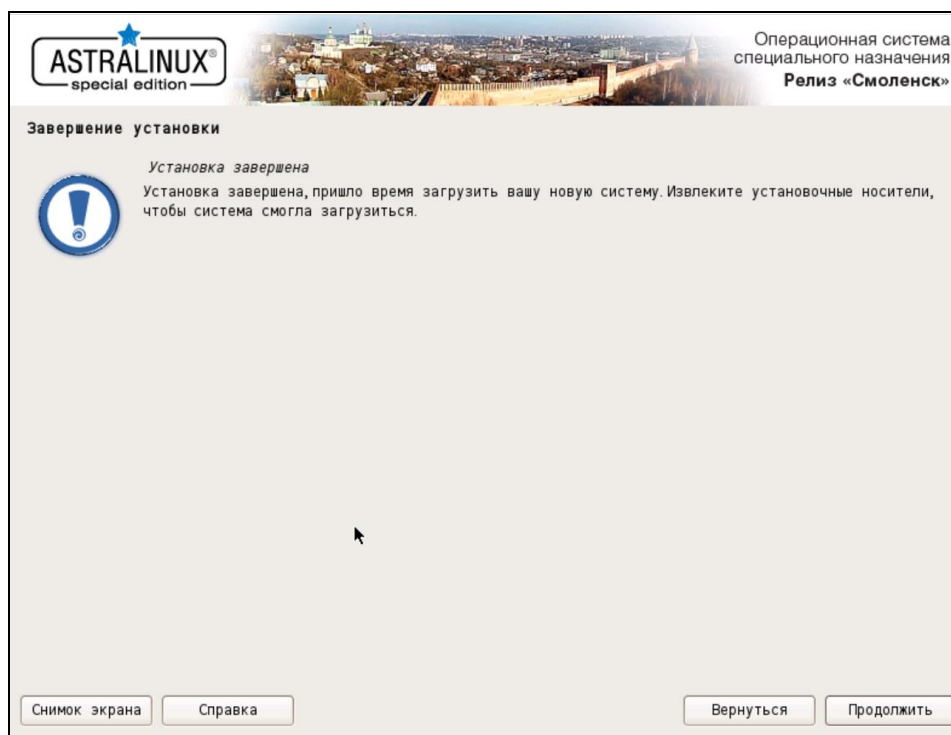 ASTRALINUX®
special edition
Операционная система
специального назначения
Релиз «Смоленск»
Завершение установки
Установка завершена
Установка завершена, пришло время загрузить вашу новую систему. Извлеките установочные носители,
чтобы система смогла загрузиться.
Снимок экрана
Справка
Вернуться
Продолжить